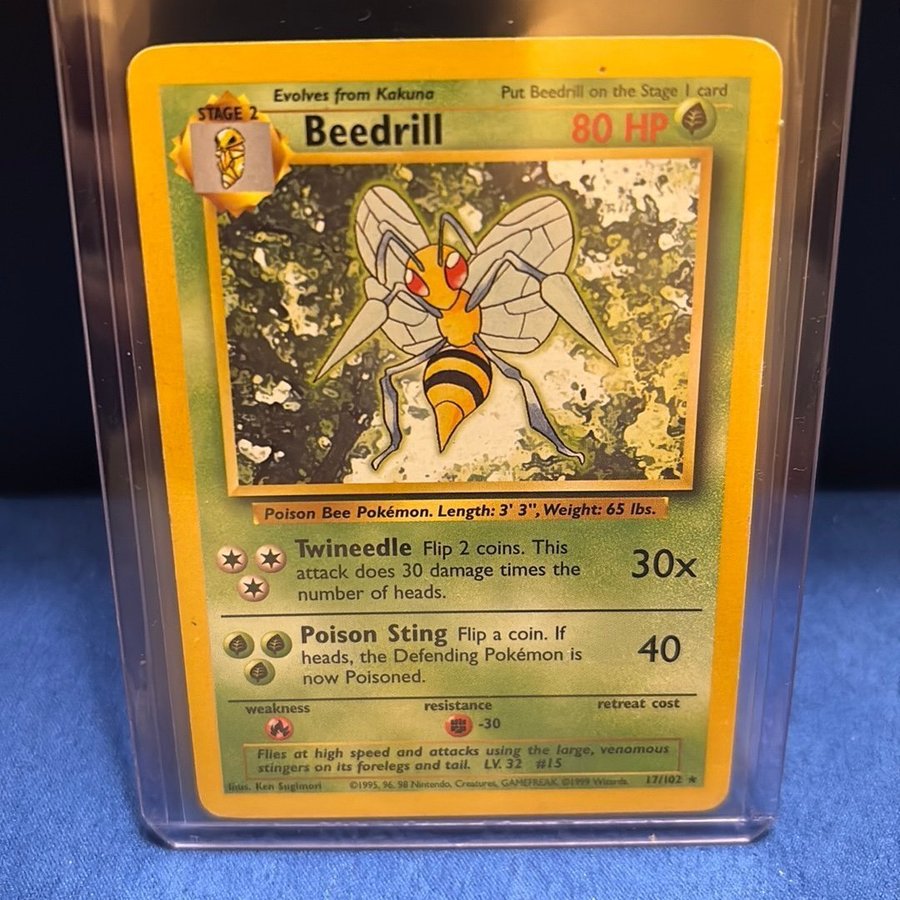 Evolves from Kakuna
Put Beedrill on the Stage 1 card
STAGE 2
Beedrill
80 HP
Poison Bee Pokémon. Length: 3' 3", Weight: 65 lbs.
Twineedle Flip 2 coins. This
attack does 30 damage times the
number of heads.
30x
Poison Sting Flip a coin. If
heads, the Defending Pokémon is
now Poisoned.
40
weakness
resistance
retreat cost
-30
Flies at high speed and attacks using the large, venomous
stingers on its forelegs and tail. LV. 32 #15
Illus. Ken Sugimori
©1995, 96, 98 Nintendo, Creatures, GAMEFREAK. ©1999 Wizards.
17/102 ★